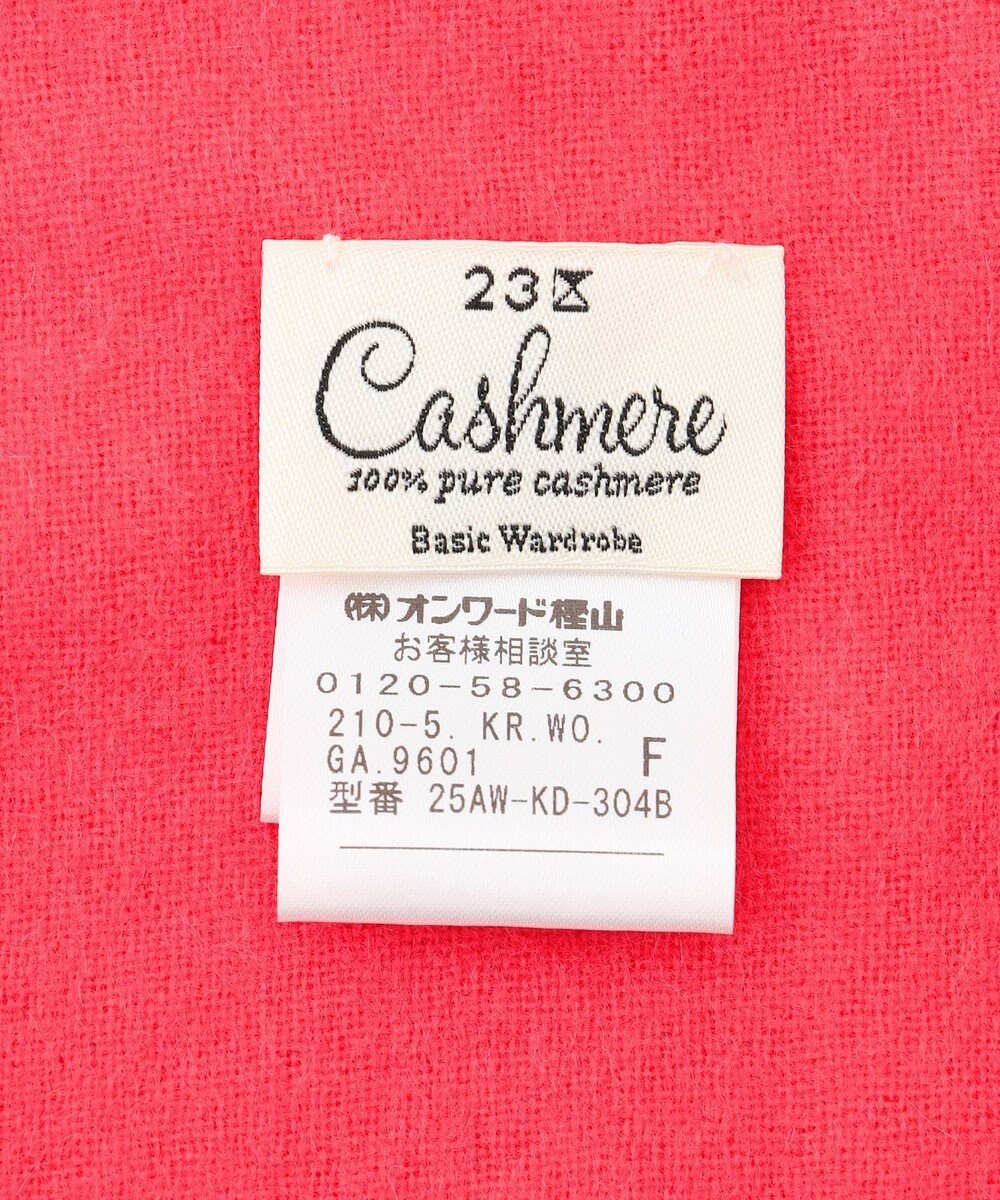 23区
Cashmere
100% pure cashmere
Basic Wardrobe
㈱オンワード樫山
お客様相談室
0120-58-6300
210-5. KR.WO.
GA.9601 F
型番 25AW-KD-304B